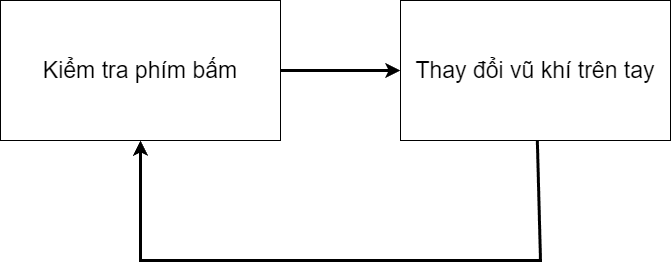 Kiểm tra phím bấm
Thay đổi vũ khí trên tay